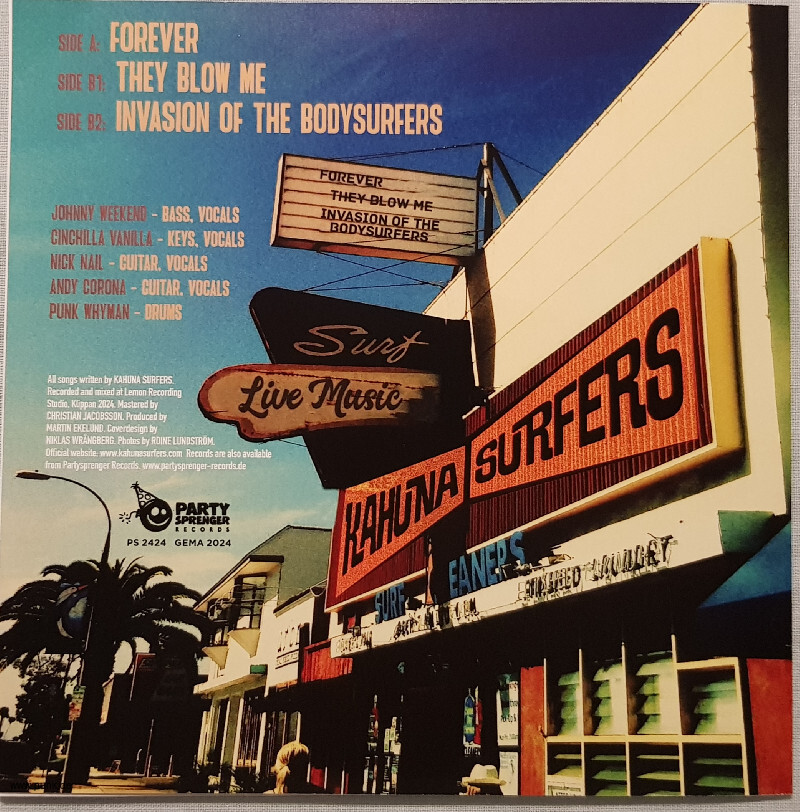 SIDE A: FOREVER
SIDE B1: THEY BLOW ME
SIDE B2: INVASION OF THE BODYSURFERS
FOREVER
THEY BLOW ME
INVASION OF THE
BODYSURFERS
JOHNNY WEEKEND – BASS, VOCALS
CINCHILLA VANILLA – KEYS, VOCALS
NICK NAIL – GUITAR, VOCALS
ANDY CORONA – GUITAR, VOCALS
PUNK WHYMAN – DRUMS
Surf
Live Music
KAHUNA SURFERS
All songs written by KAHUNA SURFERS.
Recorded and mixed at Lemon Recording
Studio, Klippan 2024. Mastered by
CHRISTIAN JACOBSSON. Produced by
MARTIN EKELUND. Coverdesign by
NIKLAS WRÅNGBERG. Photos by ROINE LUNDSTRÖM.
Official website: www.kahunasurfers.com Records are also available
from Partysprenger Records. www.partysprenger-records.de
PARTY
SPRENGER
RECORDS
PS 2424 GEMA 2024
SURF EANERS